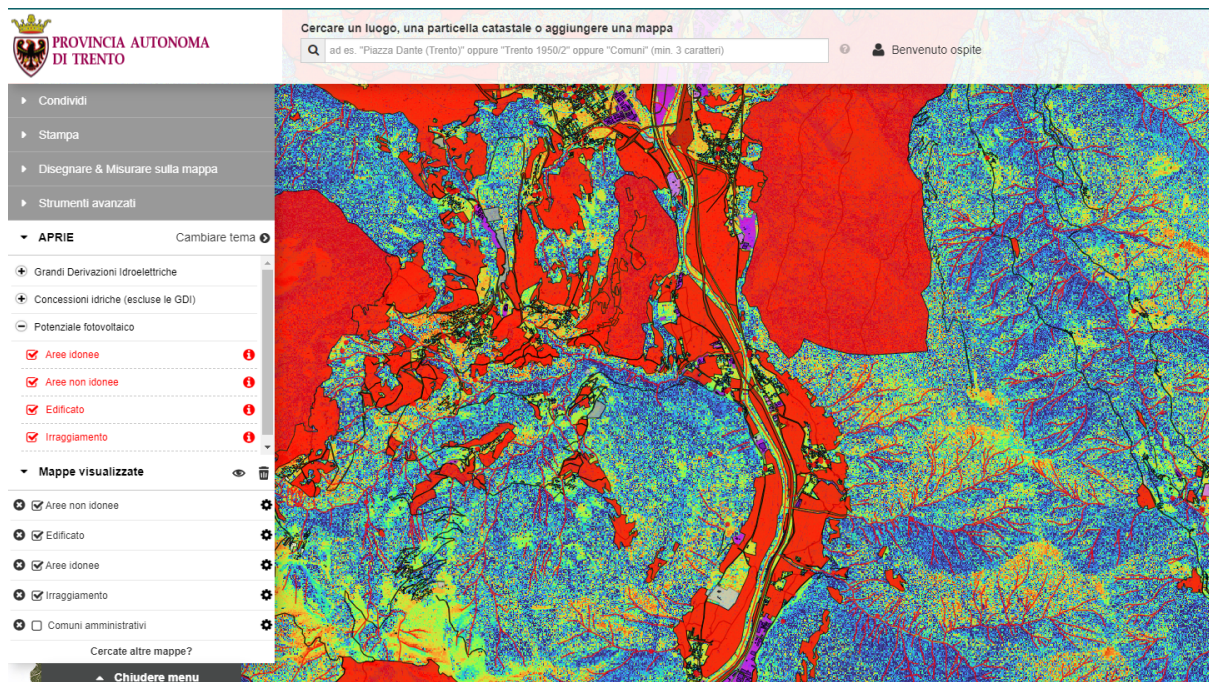 PROVINCIA AUTONOMA
DI TRENTO
Cercare un luogo, una particella catastale o aggiungere una mappa
ad es. "Piazza Dante (Trento)" oppure "Trento 1950/2" oppure "Comuni" (min. 3 caratteri)
Benvenuto ospite
Condividi
Stampa
Disegnare & Misurare sulla mappa
Strumenti avanzati
APRIE Cambiare tema
Grandi Derivazioni Idroelettriche
Concessioni idriche (escluse le GDI)
Potenziale fotovoltaico
Aree idonee
Aree non idonee
Edificato
Irraggiamento
Mappe visualizzate
Aree non idonee
Edificato
Aree idonee
Irraggiamento
Comuni amministrativi
Cercate altre mappe?
Chiudere menu